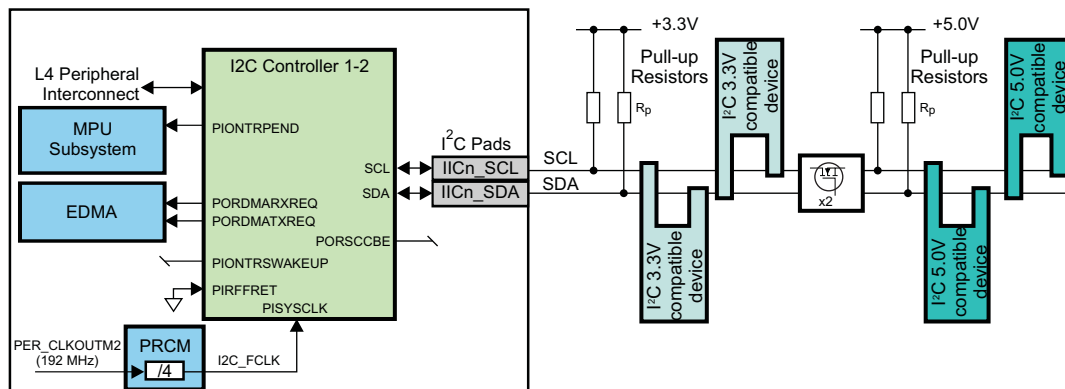 I2C Controller 1-2
L4 Peripheral
Interconnect
MPU
Subsystem
PIONTRPEND
EDMA
PORDMARXREQ
PORDMATXREQ
SCL
SDA
PORSCCBE
PIONTRSWAKEUP
PIRFFRET
PISYSCLK
PER_CLKOUTM2
(192 MHz)
PRCM
/4
I2C_FCLK
I²C Pads
IICn_SCL
IICn_SDA
SCL
SDA
+3.3V
Pull-up
Resistors
Rp
I²C 3.3V
compatible
device
I²C 3.3V
compatible
device
x2
+5.0V
Pull-up
Resistors
Rp
I²C 5.0V
compatible
device
I²C 5.0V
compatible
device